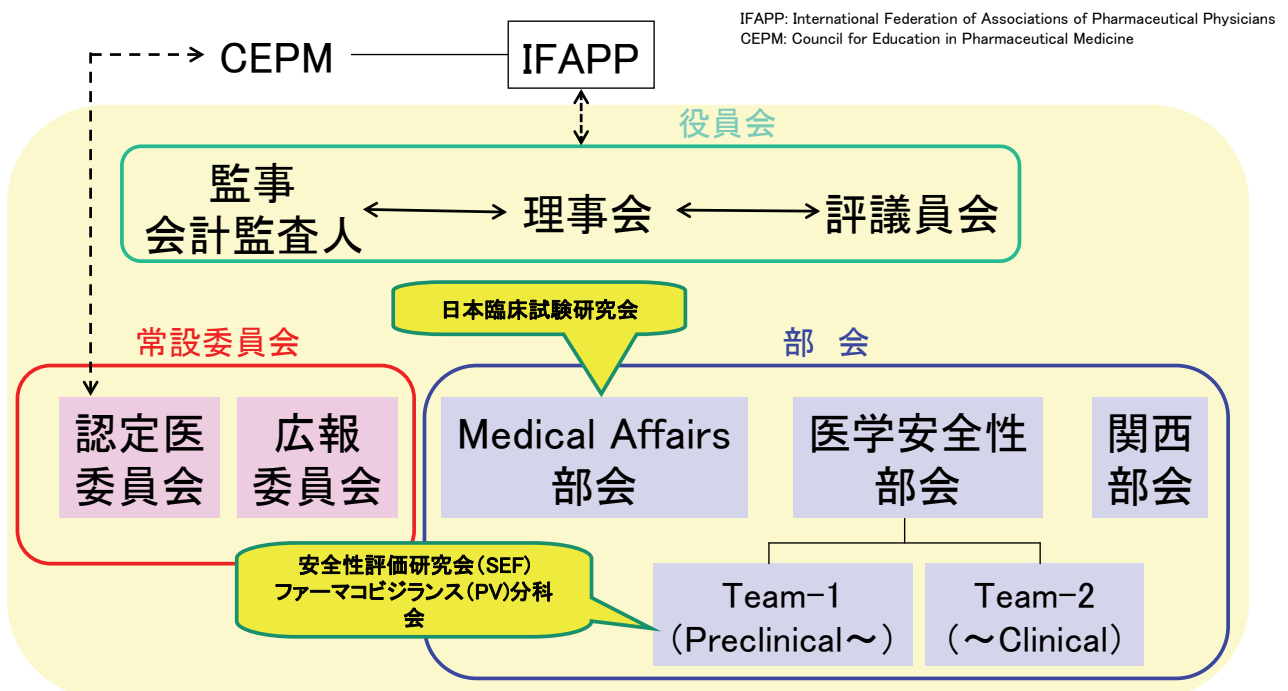 IFAPP: International Federation of Associations of Pharmaceutical Physicians
CEPM: Council for Education in Pharmaceutical Medicine
CEPM
IFAPP
役員会
監事
会計監査人
理事会
評議員会
日本臨床試験研究会
常設委員会
部 会
認定医
委員会
広報
委員会
Medical Affairs
部会
医学安全性
部会
関西
部会
安全性評価研究会(SEF)
ファーマコビジランス(PV)分科
会
Team-1
(Preclinical~)
Team-2
(~Clinical)